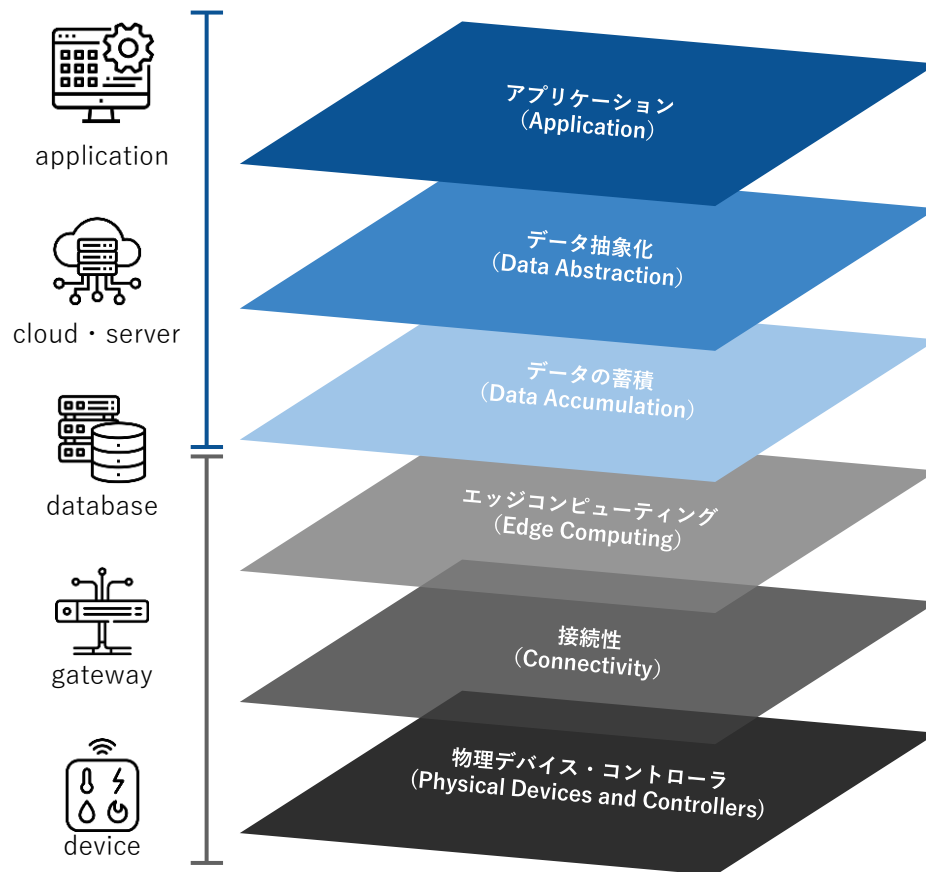 application
cloud・server
database
gateway
device
アプリケーション
（Application）
データ抽象化
（Data Abstraction）
データの蓄積
（Data Accumulation）
エッジコンピューティング
（Edge Computing）
接続性
（Connectivity）
物理デバイス・コントローラ
（Physical Devices and Controllers）